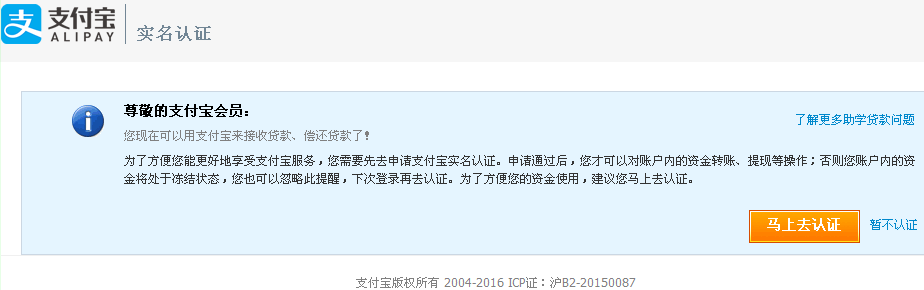 支付宝
ALIPAY
实名认证
尊敬的支付宝会员：
了解更多助学贷款问题
您现在可以用支付宝来接收贷款、偿还贷款了！
为了方便您能更好地享受支付宝服务，您需要先去申请支付宝实名认证。申请通过后，您才可以对账户内的资金转账、提现等操作；否则您账户内的资
金将处于冻结状态，您也可以忽略此提醒，下次登录再去认证。为了方便您的资金使用，建议您马上去认证。
马上去认证
暂不认证
支付宝版权所有 2004-2016 ICP证：沪B2-20150087